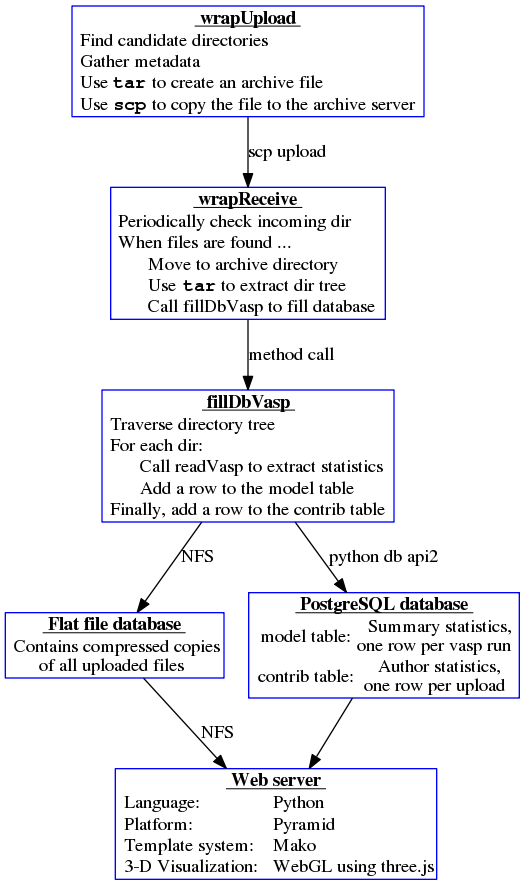 wrapUpload
Find candidate directories
Gather metadata
Use tar to create an archive file
Use scp to copy the file to the archive server
scp upload
wrapReceive
Periodically check incoming dir
When files are found ...
Move to archive directory
Use tar to extract dir tree
Call fillDbVasp to fill database
method call
fillDbVasp
Traverse directory tree
For each dir:
Call readVasp to extract statistics
Add a row to the model table
Finally, add a row to the contrib table
NFS
python db api2
Flat file database
Contains compressed copies
of all uploaded files
PostgreSQL database
model table: Summary statistics,
one row per vasp run
contrib table: Author statistics,
one row per upload
NFS
Web server
Language: Python
Platform: Pyramid
Template system: Mako
3-D Visualization: WebGL using three.js